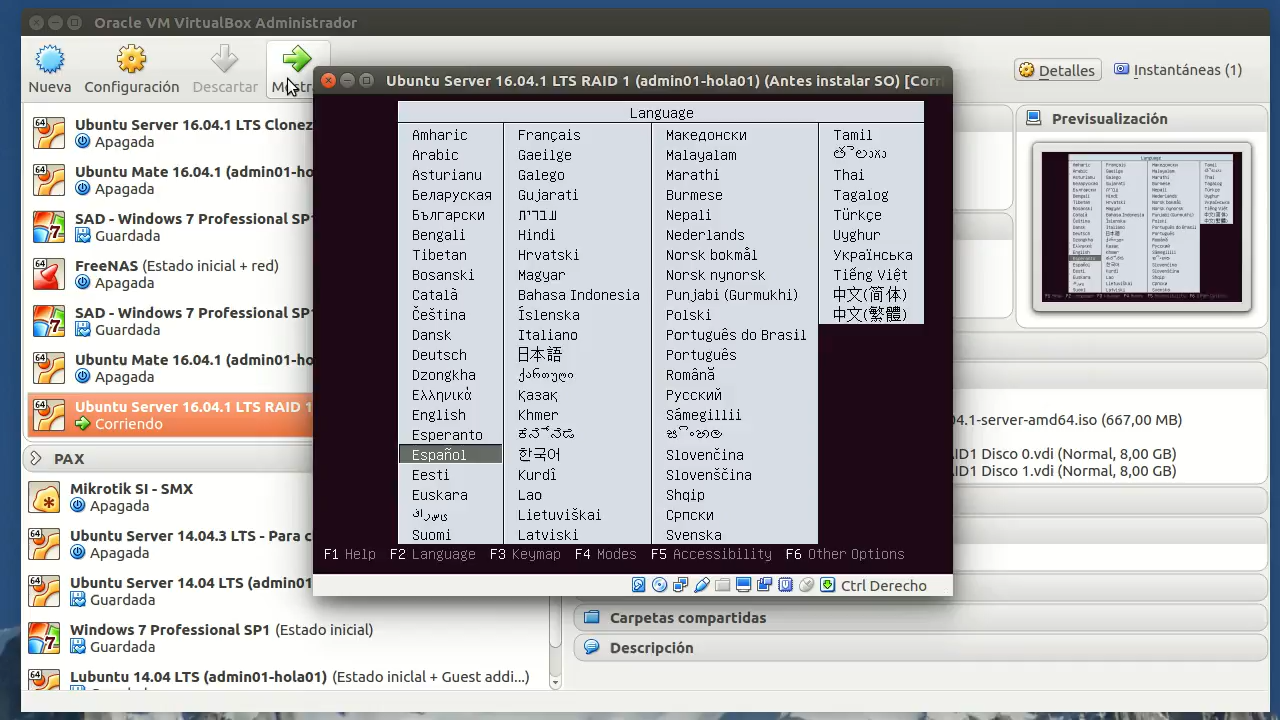 Oracle VM VirtualBox Administrador
Nueva
Configuración
Descartar
Detalles
Instantáneas (1)
Ubuntu Server 16.04.1 LTS Clonez
Apagada
Ubuntu Mate 16.04.1 (admin01-ho
Apagada
SAD - Windows 7 Professional SP1
Guardada
FreeNAS (Estado inicial + red)
Apagada
SAD - Windows 7 Professional SP1
Guardada
Ubuntu Mate 16.04.1 (admin01-ho
Apagada
Ubuntu Server 16.04.1 LTS RAID 1
Corriendo
PAX
Mikrotik SI - SMX
Apagada
Ubuntu Server 14.04.3 LTS - Para c
Apagada
Ubuntu Server 14.04 LTS (admin01
Guardada
Windows 7 Professional SP1 (Estado inicial)
Guardada
Lubuntu 14.04 LTS (admin01-hola01) (Estado iniclal + Guest addi...)
Ubuntu Server 16.04.1 LTS RAID 1 (admin01-hola01) (Antes instalar SO) [Corri
Language
Amharic
Arabic
Asturianu
Беларуская
Български
Bengali
Tibetan
Bosanski
Català
Čeština
Dansk
Deutsch
Dzongkha
Ελληνικά
English
Esperanto
Español
Eesti
Euskara
Suomi
Français
Gaeilge
Galego
Gujarati
עברית
Hindi
Hrvatski
Magyar
Bahasa Indonesia
Íslenska
Italiano
日本語
ქართული
Қазақ
Khmer
ಕನ್ನಡ
한국어
Kurdî
Lao
Lietuviškai
Latviski
Македонски
Malayalam
Marathi
Burmese
Nepali
Nederlands
Norsk bokmål
Norsk nynorsk
Punjabi(Gurmukhi)
Polski
Português do Brasil
Português
Română
Русский
Sámegillii
සිංහල
Slovenčina
Slovenščina
Shqip
Српски
Svenska
Tamil
తెలుగు
Thai
Tagalog
Türkçe
Uyghur
Українська
Tiếng Việt
中文(简体)
中文(繁體)
F1 Help F2 Language F3 Keymap F4 Modes F5 Accessibility F6 Other Options
Ctrl Derecho
Previsualización
04.1-server-amd64.iso (667,00 MB)
ID1 Disco 0.vdi (Normal, 8,00 GB)
ID1 Disco 1.vdi (Normal, 8,00 GB)
Carpetas compartidas
Descripción